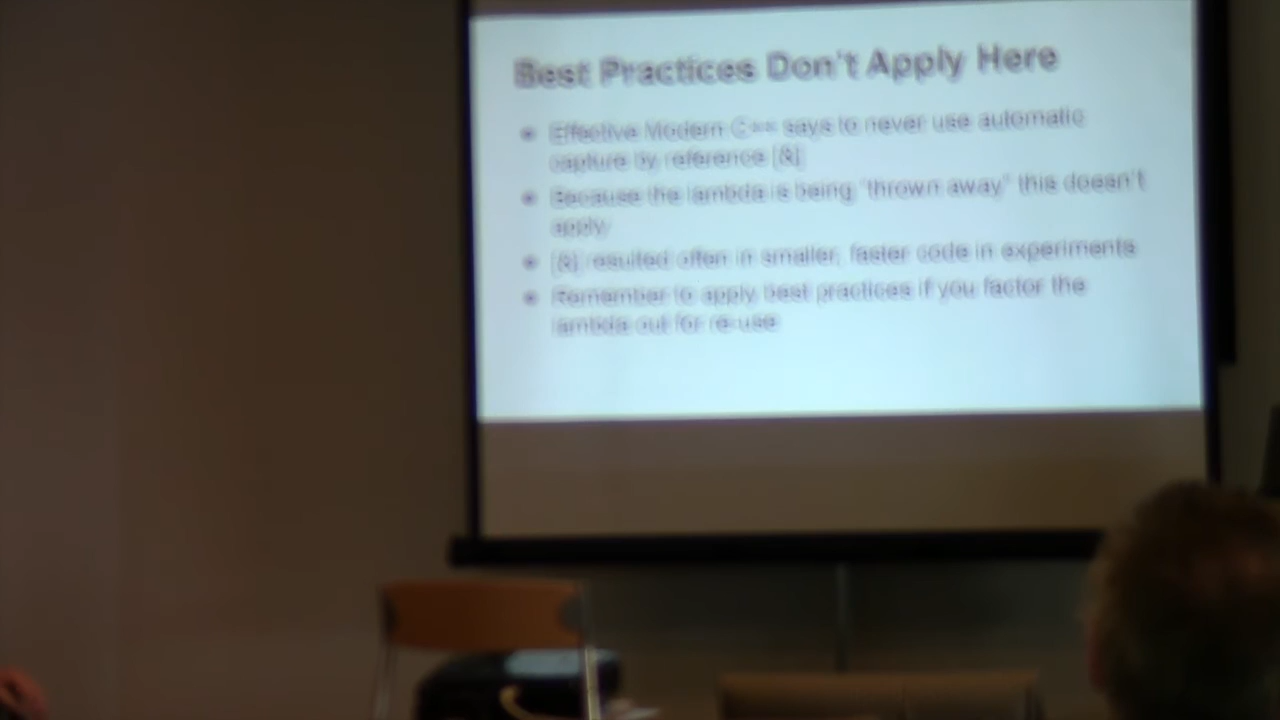 Best Practices Don't Apply Here
Effective Modern C++ says to never use automatic
capture by reference [&]
Because the lambda is being "thrown away" this doesn't
apply
[&] resulted often in smaller, faster code in experiments
Remember to apply best practices if you factor the
lambda out for re-use